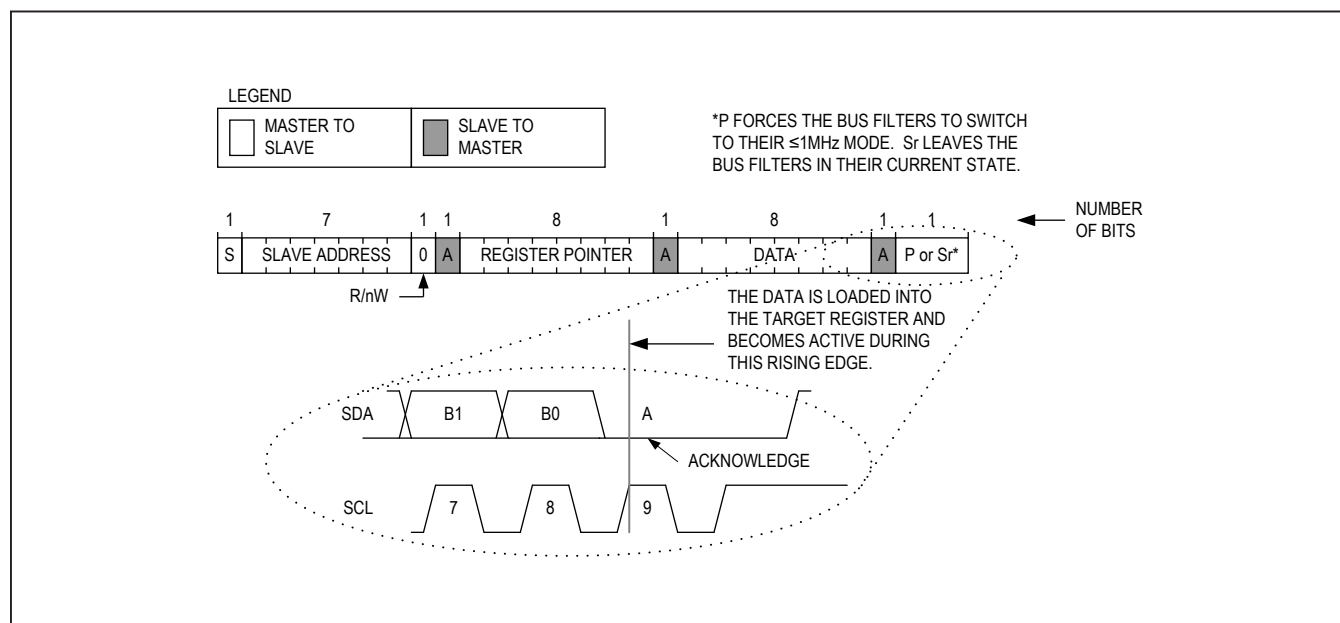 LEGEND
MASTER TO
SLAVE
SLAVE TO
MASTER
*P FORCES THE BUS FILTERS TO SWITCH
TO THEIR ≤1MHz MODE. Sr LEAVES THE
BUS FILTERS IN THEIR CURRENT STATE.
1 7 1 1 8 1 8 1 1
NUMBER
OF BITS
S SLAVE ADDRESS 0 A REGISTER POINTER A DATA A P or Sr*
R/nW
THE DATA IS LOADED INTO
THE TARGET REGISTER AND
BECOMES ACTIVE DURING
THIS RISING EDGE.
SDA B1 B0 A
ACKNOWLEDGE
SCL 7 8 9